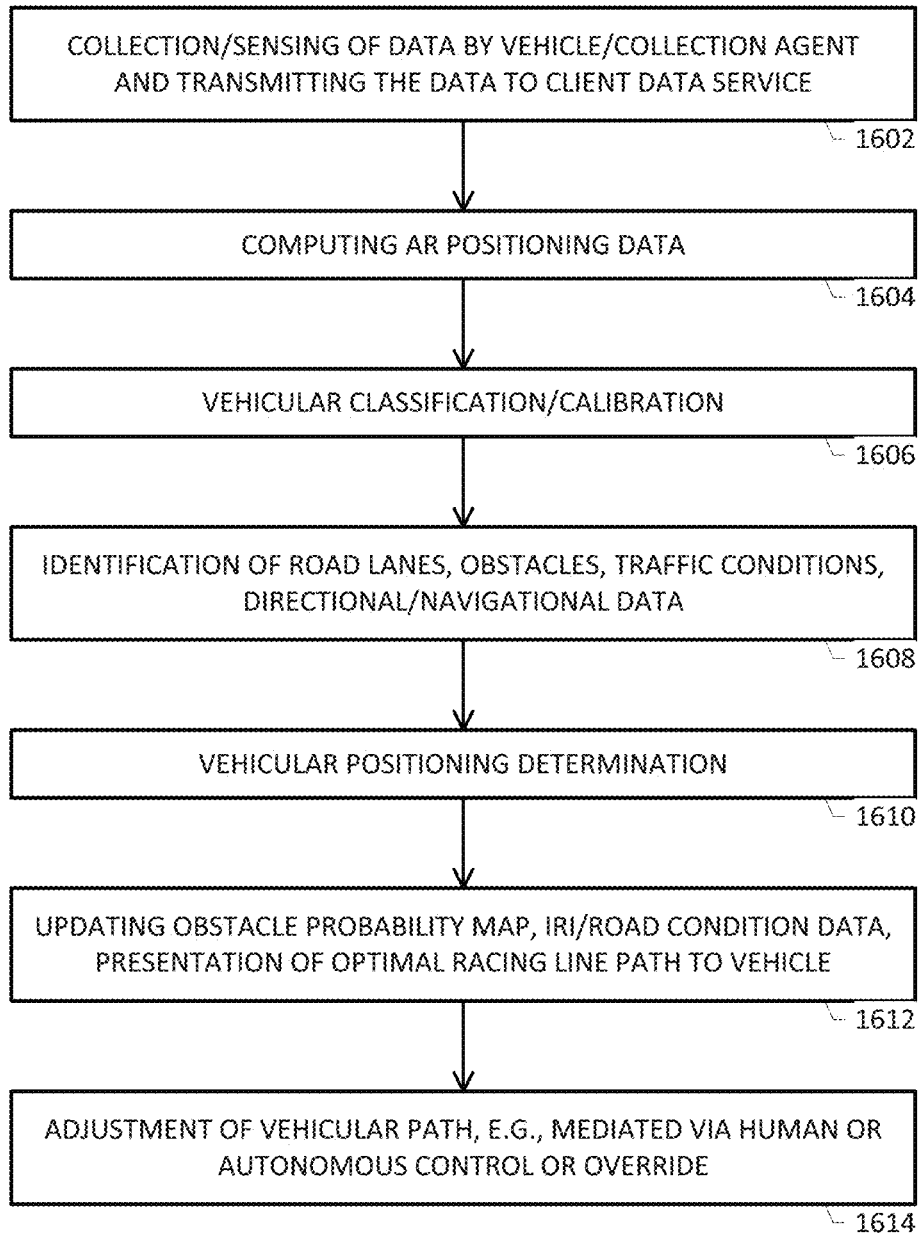 COLLECTION/SENSING OF DATA BY VEHICLE/COLLECTION AGENT
AND TRANSMITTING THE DATA TO CLIENT DATA SERVICE
1602
COMPUTING AR POSITIONING DATA
1604
VEHICULAR CLASSIFICATION/CALIBRATION
1606
IDENTIFICATION OF ROAD LANES, OBSTACLES, TRAFFIC CONDITIONS,
DIRECTIONAL/NAVIGATIONAL DATA
1608
VEHICULAR POSITIONING DETERMINATION
1610
UPDATING OBSTACLE PROBABILITY MAP, IRI/ROAD CONDITION DATA,
PRESENTATION OF OPTIMAL RACING LINE PATH TO VEHICLE
1612
ADJUSTMENT OF VEHICULAR PATH, E.G., MEDIATED VIA HUMAN OR
AUTONOMOUS CONTROL OR OVERRIDE
1614